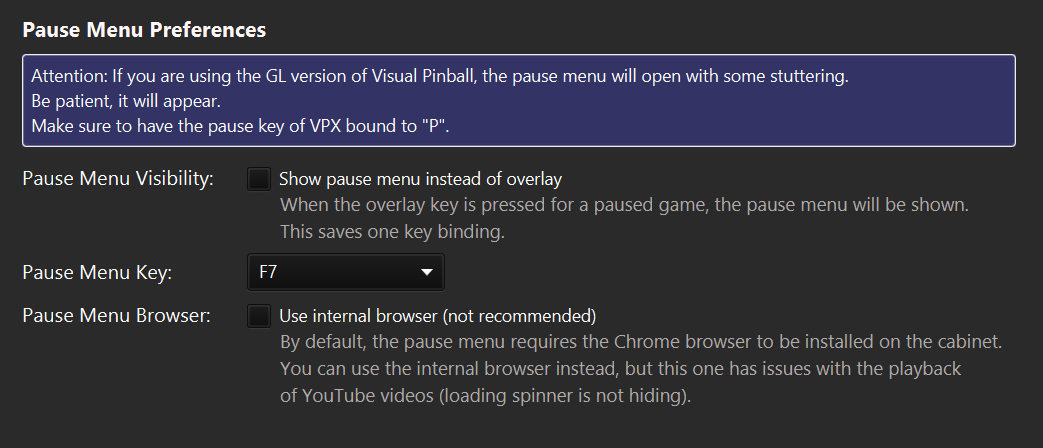 Pause Menu Preferences
Attention: If you are using the GL version of Visual Pinball, the pause menu will open with some stuttering.
Be patient, it will appear.
Make sure to have the pause key of VPX bound to "P".
Pause Menu Visibility: Show pause menu instead of overlay
When the overlay key is pressed for a paused game, the pause menu will be shown.
This saves one key binding.
Pause Menu Key: F7
Pause Menu Browser: Use internal browser (not recommended)
By default, the pause menu requires the Chrome browser to be installed on the cabinet.
You can use the internal browser instead, but this one has issues with the playback
of YouTube videos (loading spinner is not hiding).